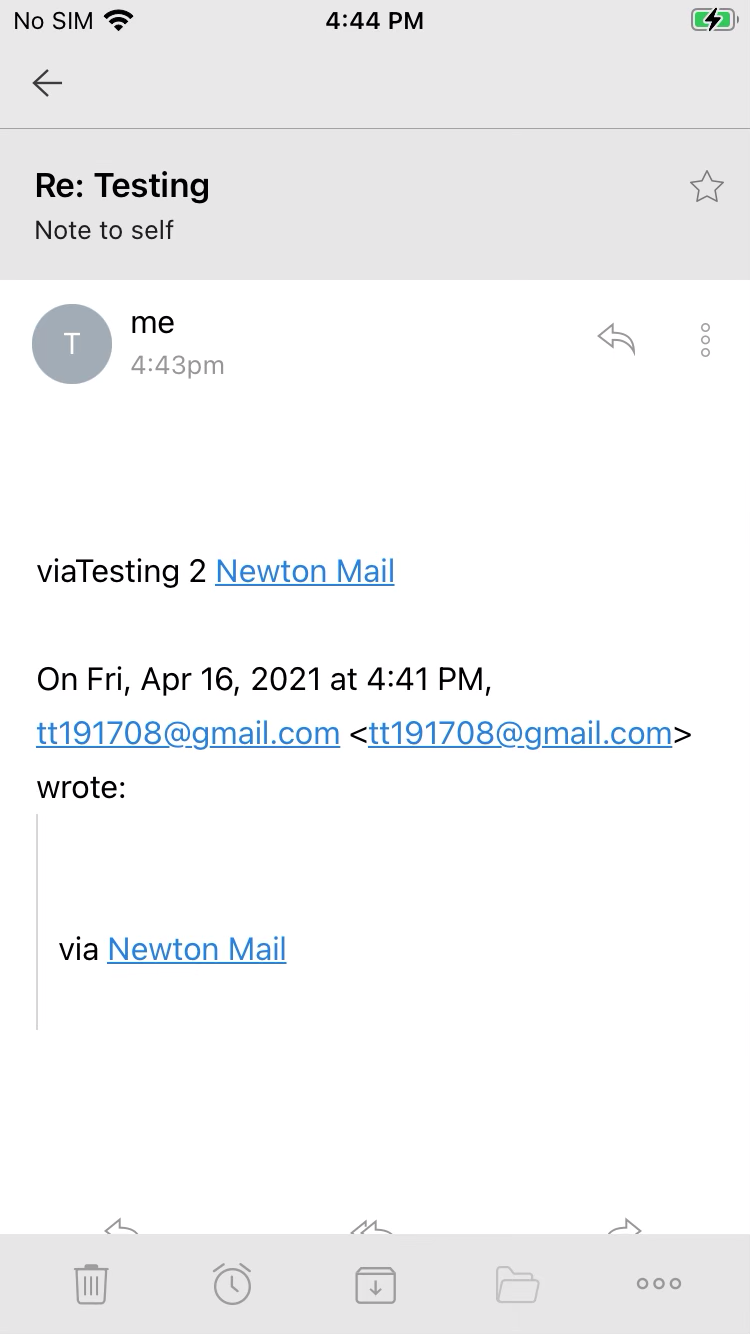 No SIM 4:44 PM
Re: Testing
Note to self
T
me
4:43pm
viaTesting 2 Newton Mail
On Fri, Apr 16, 2021 at 4:41 PM,
tt191708@gmail.com <tt191708@gmail.com>
wrote:
via Newton Mail